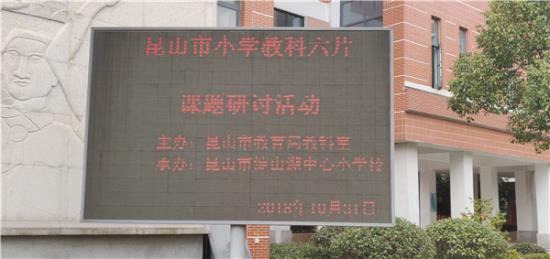 昆山市小学教科六片
课题研讨活动
主办：昆山市教育局教科室
承办：昆山市淀山湖中心小学校
2018年10月31日